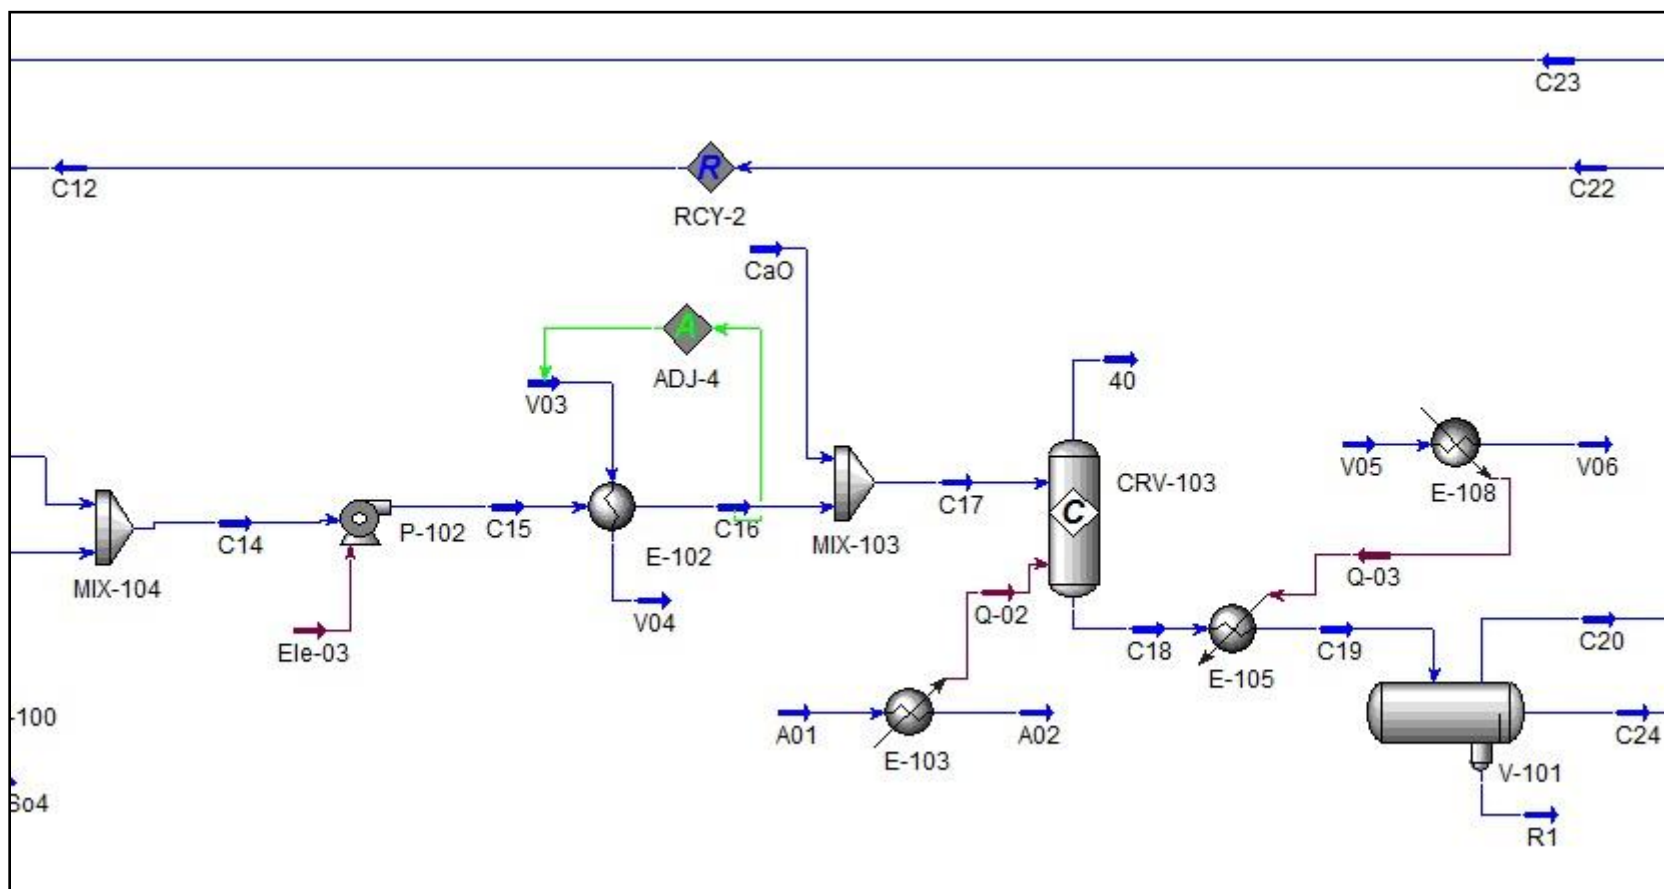 C23
C12
R
C22
RCY-2
CaO
A
ADJ-4
V03
40
CRV-103
V05
V06
E-108
C14
P-102
C15
E-102
C16
MIX-103
C17
C
MIX-104
Q-03
Q-02
V04
Ele-03
C18
C19
C20
E-105
-100
A01
A02
C24
E-103
V-101
So4
R1